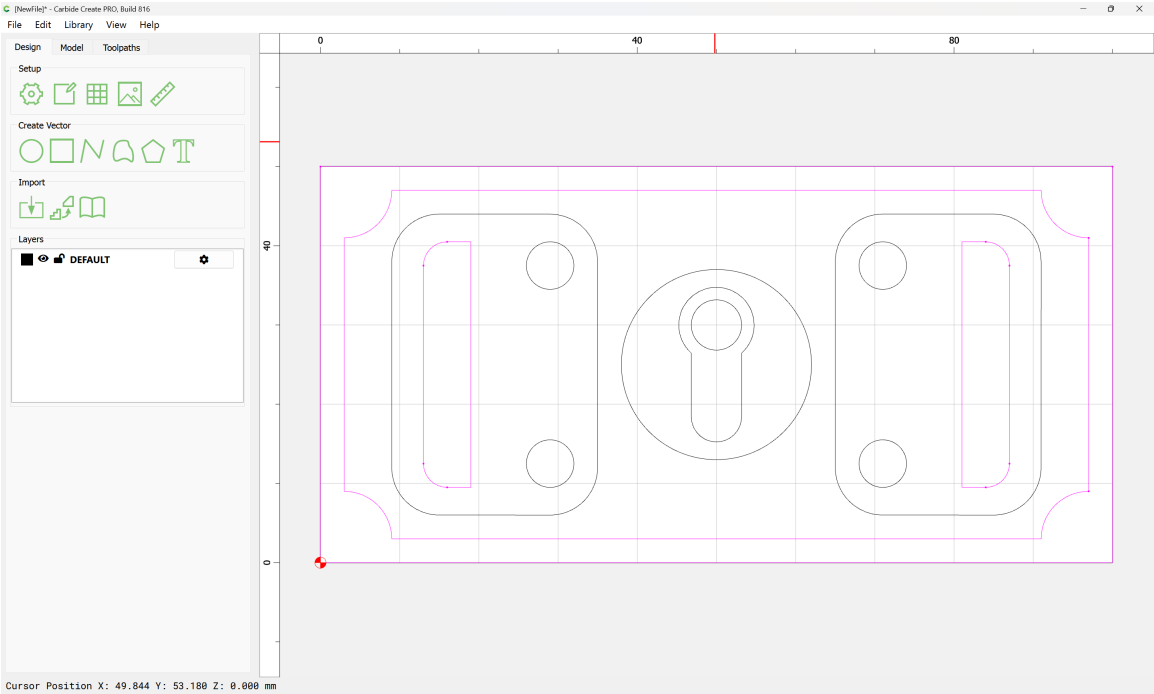 [NewFile]* - Carbide Create PRO, Build 816
File Edit Library View Help
Design Model Toolpaths
Setup
Create Vector
Import
Layers
DEFAULT
0 40 80
40
0
Cursor Position X: 49.844 Y: 53.180 Z: 0.000 mm